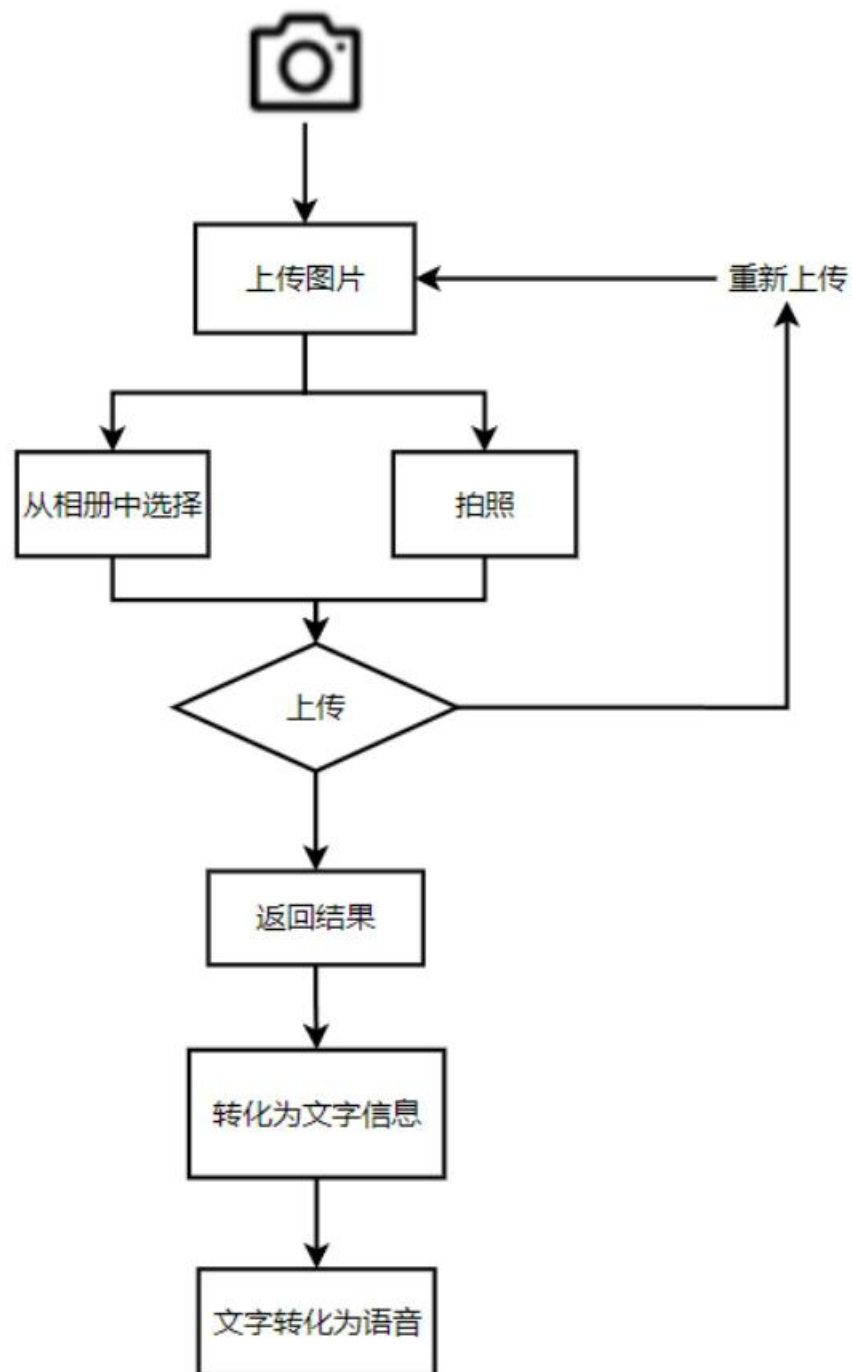 上传图片
重新上传
从相册中选择
拍照
上传
返回结果
转化为文字信息
文字转化为语音